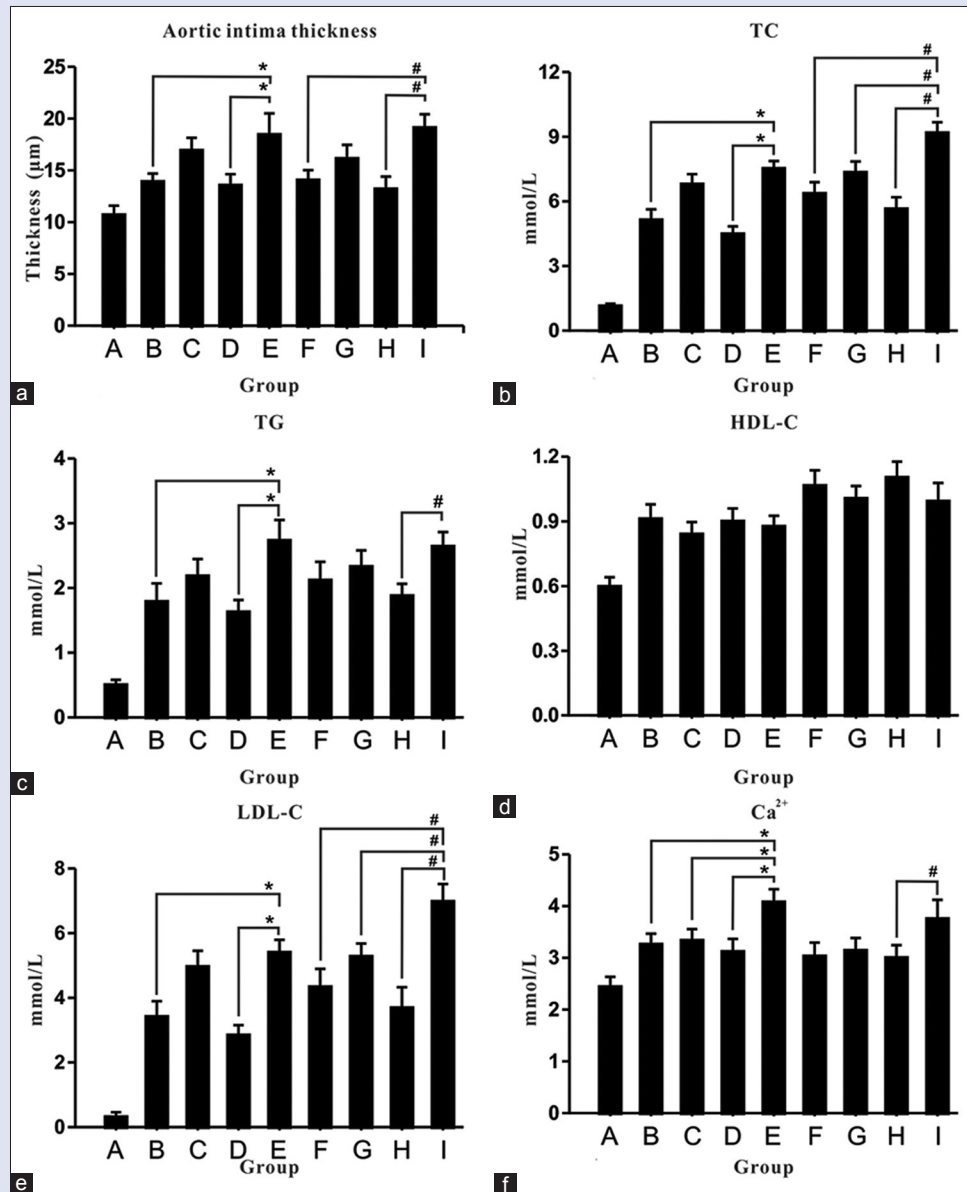 Aortic intima thickness
Thickness (μm)
25
20
15
10
5
0
* * # #
A B C D E F G H I
Group
a
TC
mmol/L
12
9
6
3
0
* * # # #
A B C D E F G H I
Group
b
TG
mmol/L
4
3
2
1
0
* * #
A B C D E F G H I
Group
c
HDL-C
mmol/L
1.2
0.9
0.6
0.3
0.0
A B C D E F G H I
Group
d
LDL-C
mmol/L
8
6
4
2
0
* * # # #
A B C D E F G H I
Group
e
Ca²⁺
mmol/L
5
4
3
2
1
0
* * * #
A B C D E F G H I
Group
f